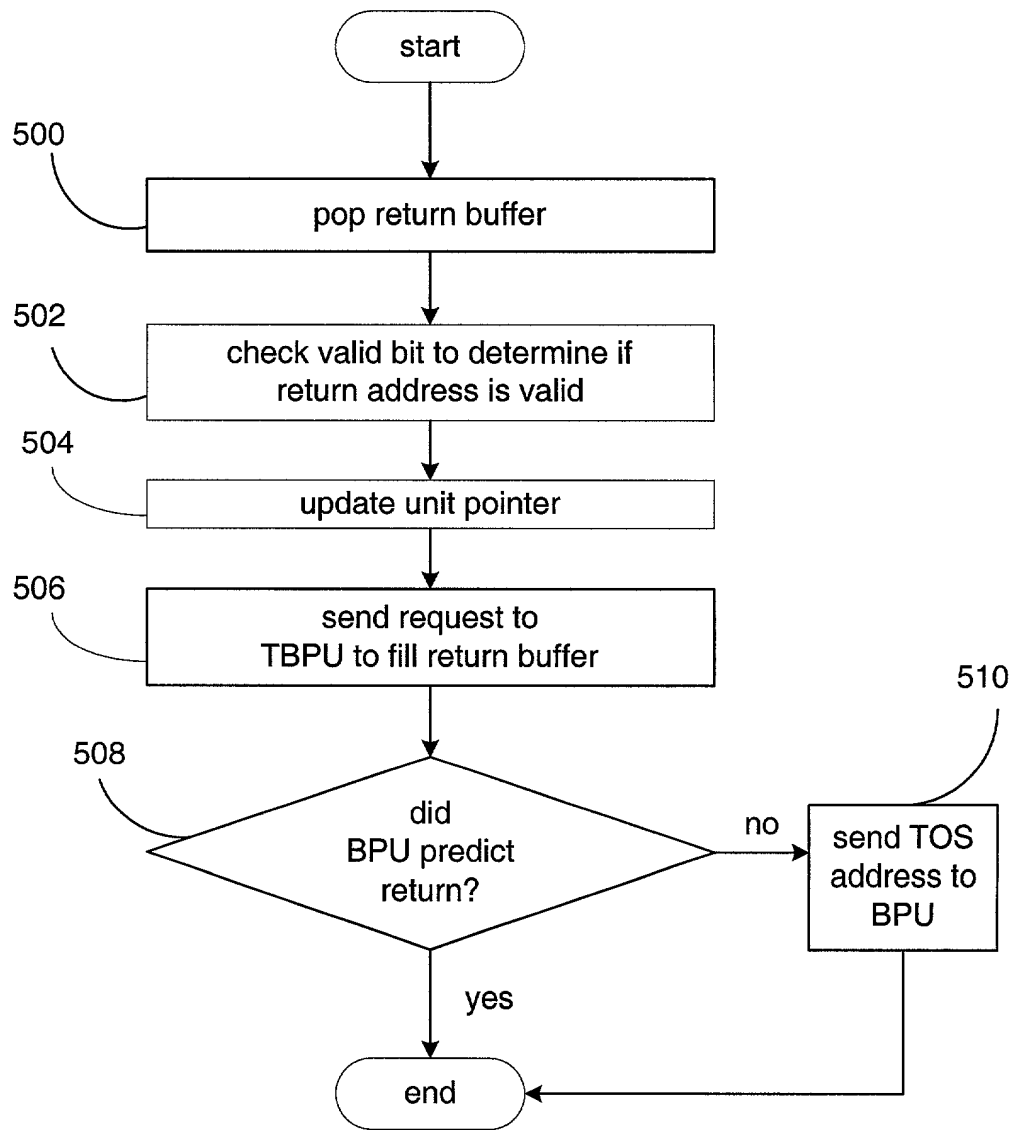 start
500
pop return buffer
502
check valid bit to determine if
return address is valid
504
update unit pointer
506
send request to
TBPU to fill return buffer
508
did
BPU predict
return?
no
510
send TOS
address to
BPU
yes
end